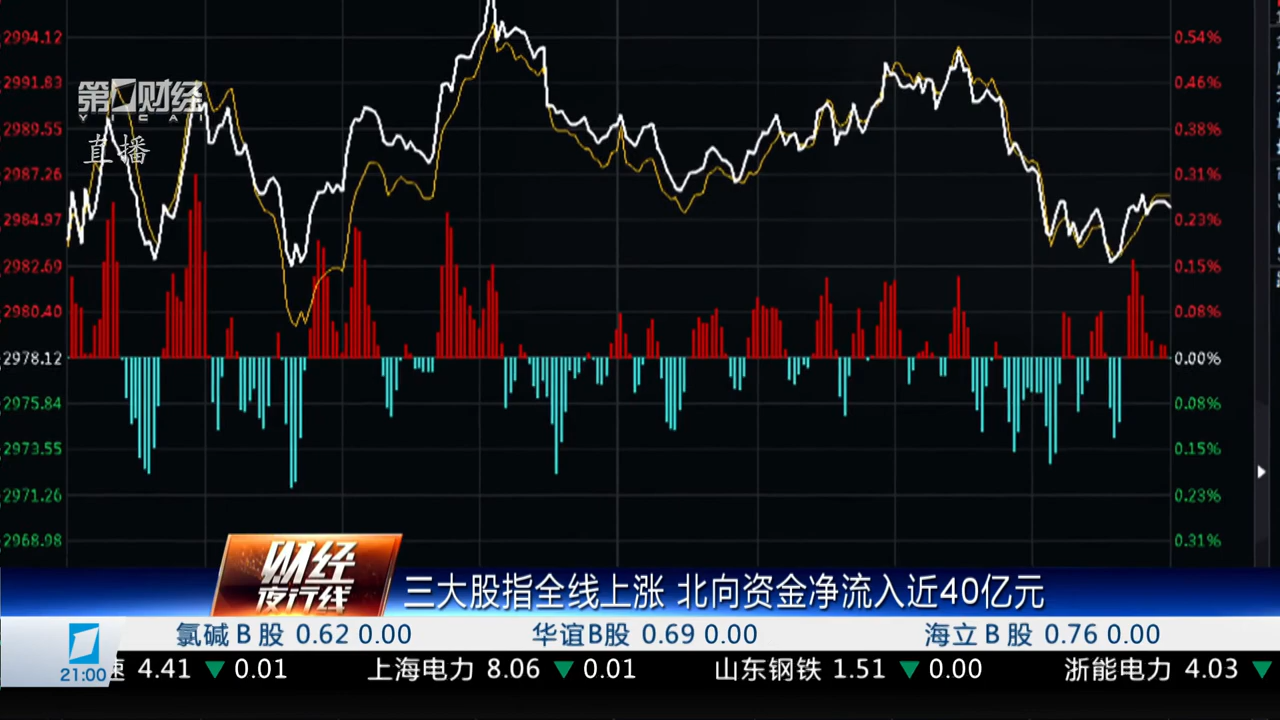 2994.12 0.54%
2991.83 0.46%
第一财经
YICAI
2989.55 0.38%
直播
2987.26 0.31%
2984.97 0.23%
2982.69 0.15%
2980.40 0.08%
2978.12 0.00%
2975.84 0.08%
2973.55 0.15%
2971.26 0.23%
2968.98 0.31%
财经
夜行线
三大股指全线上涨 北向资金净流入近40亿元
氯碱B股 0.62 0.00 华谊B股 0.69 0.00 海立B股 0.76 0.00
21:00
4.41 ▼ 0.01 上海电力 8.06 ▼ 0.01 山东钢铁 1.51 ▼ 0.00 浙能电力 4.03 ▼